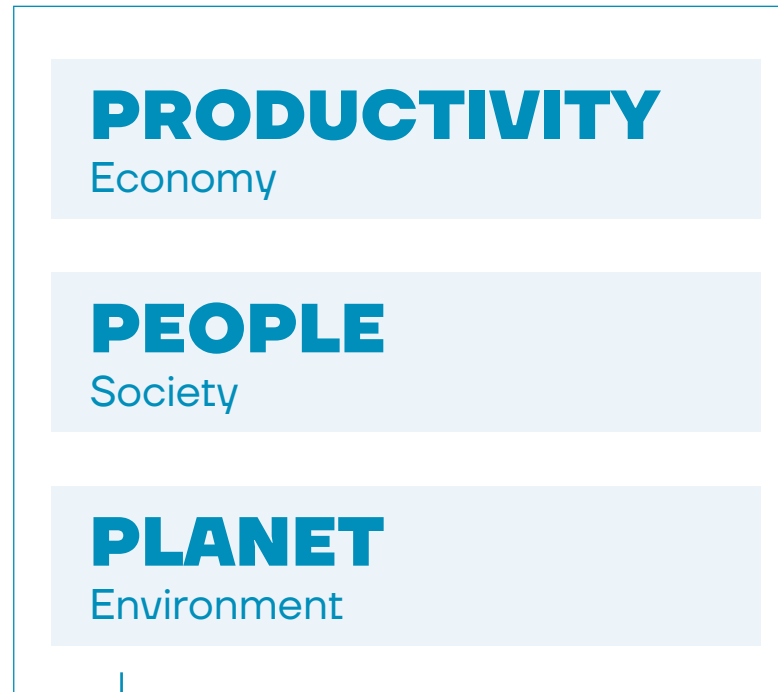 PRODUCTIVITY
Economy
PEOPLE
Society
PLANET
Environment